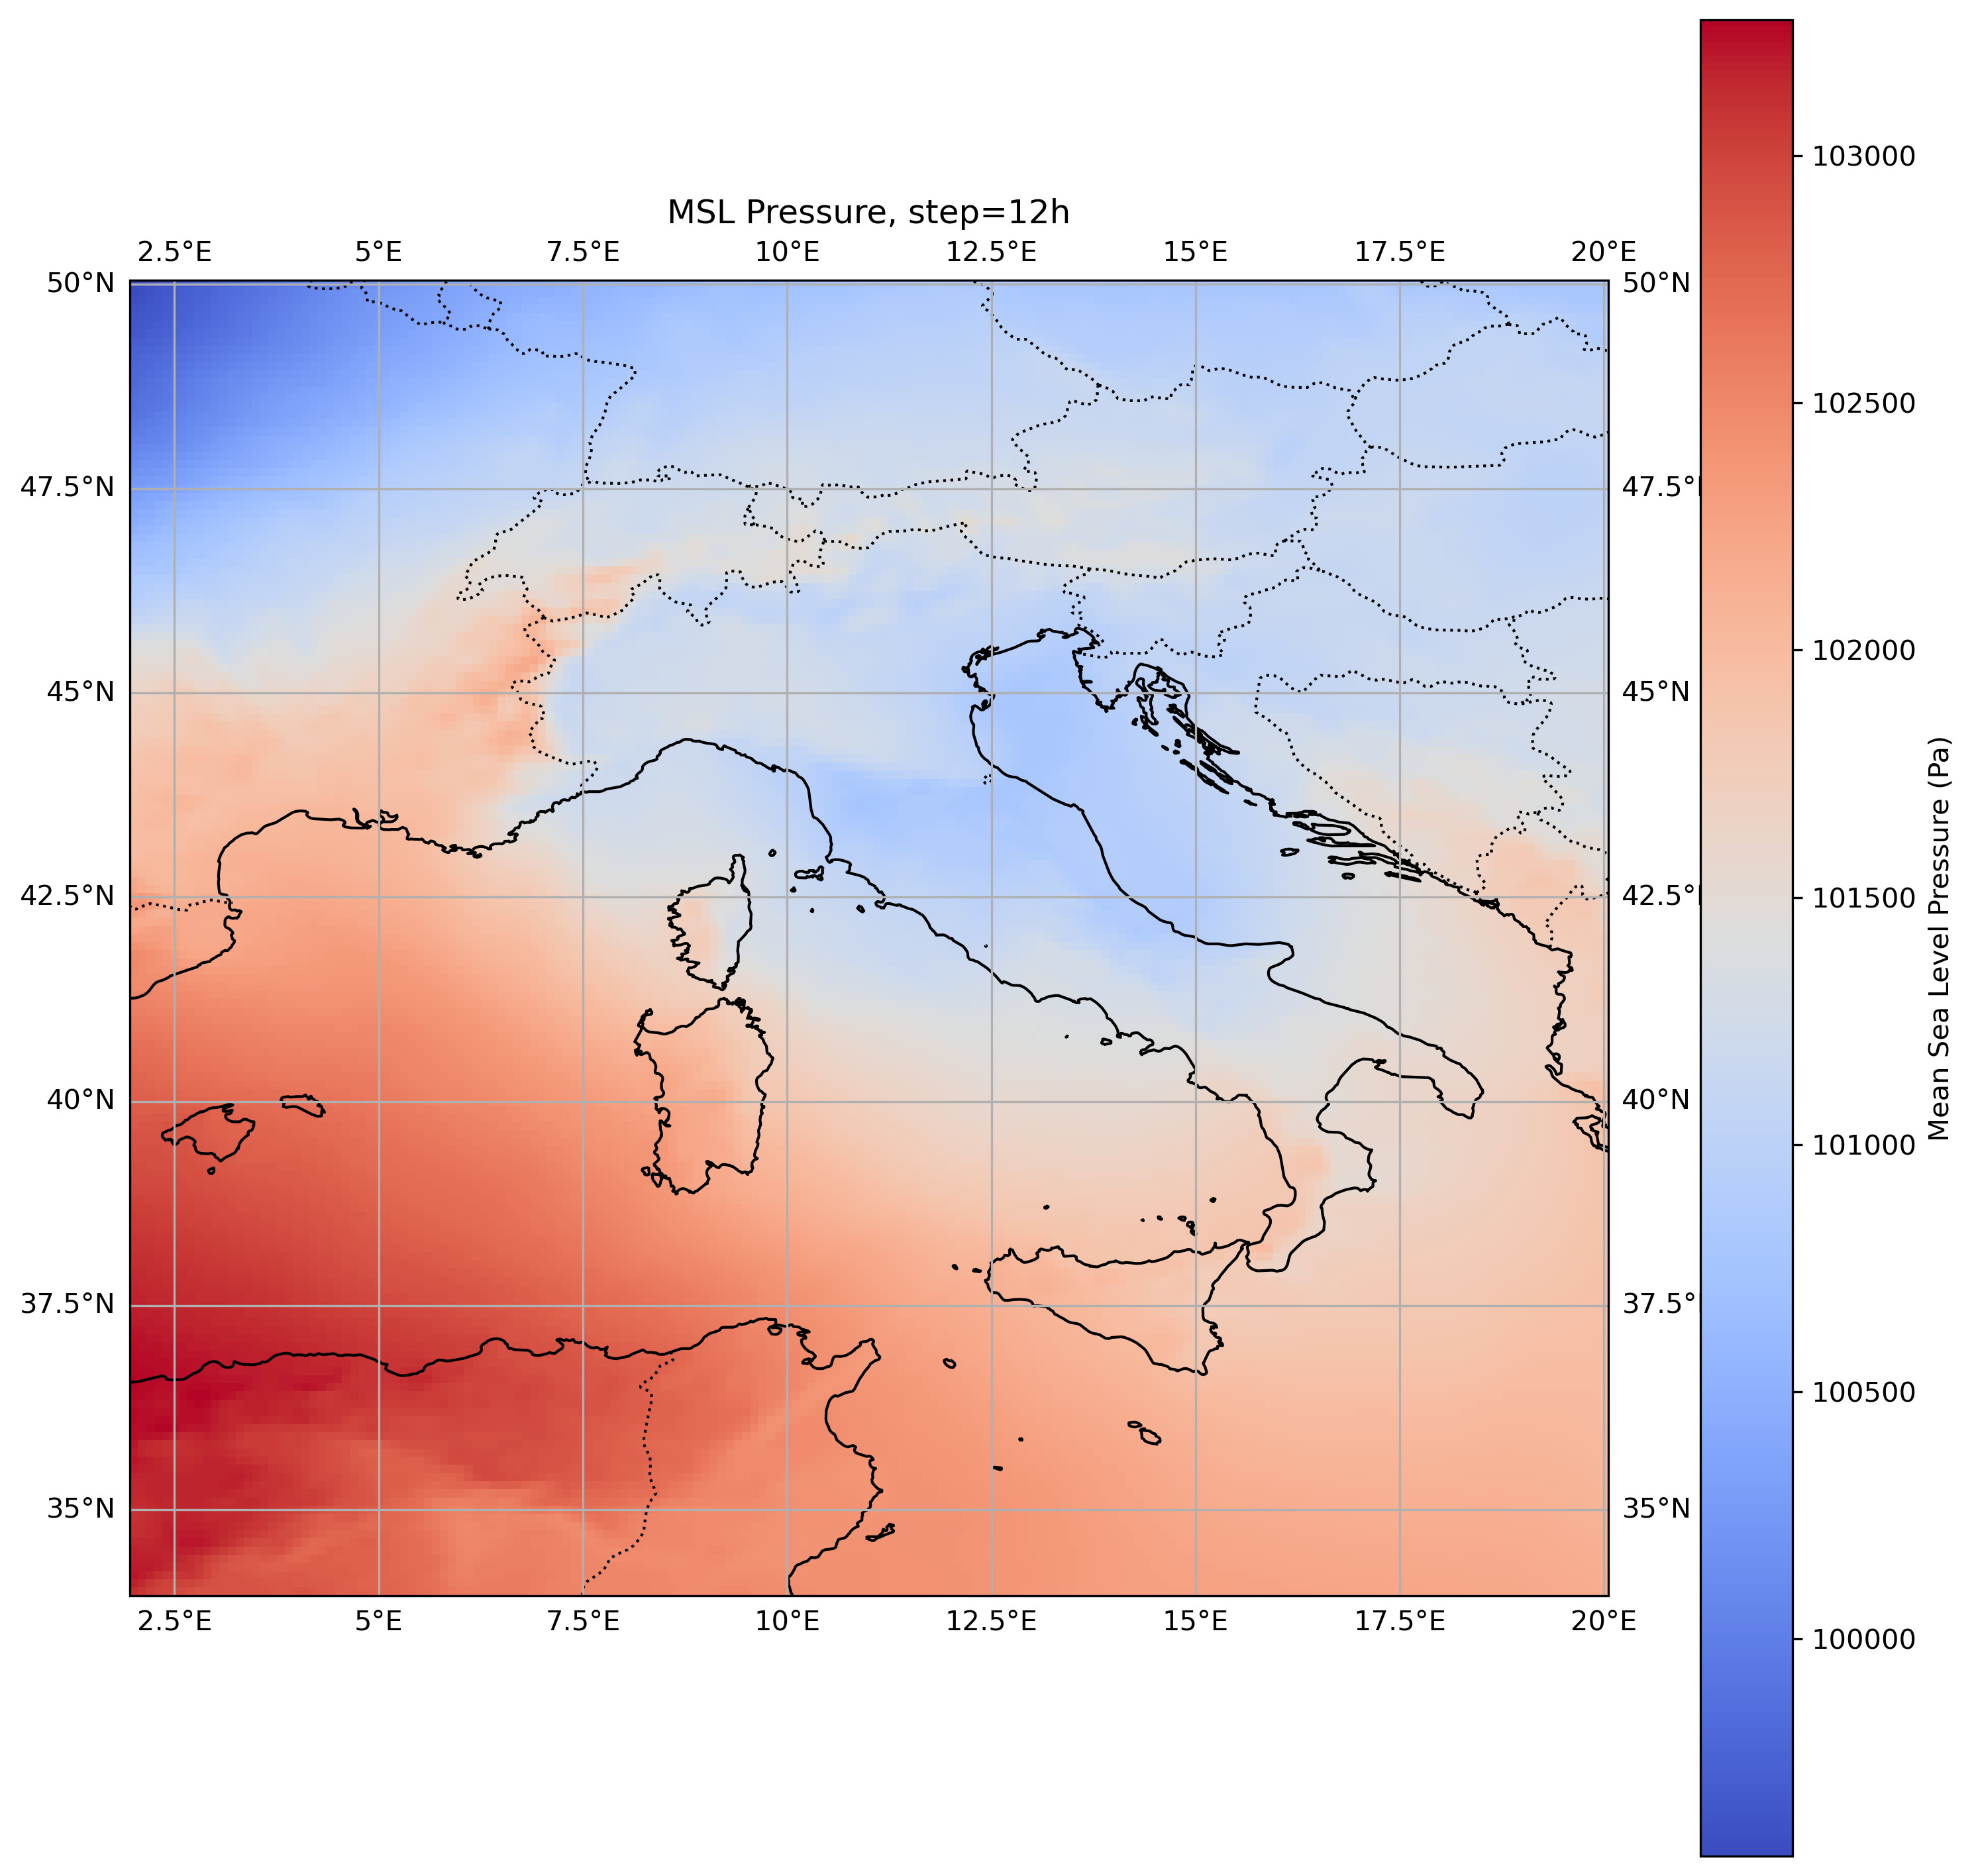 MSL Pressure, step=12h
2.5°E 5°E 7.5°E 10°E 12.5°E 15°E 17.5°E 20°E
50°N 50°N
47.5°N 47.5°
45°N 45°N
42.5°N 42.5°
40°N 40°N
37.5°N 37.5°
35°N 35°N
2.5°E 5°E 7.5°E 10°E 12.5°E 15°E 17.5°E 20°E
103000
102500
102000
101500
101000
100500
100000
Mean Sea Level Pressure (Pa)